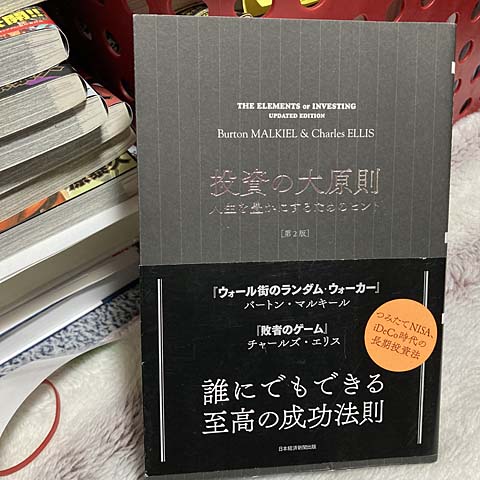 THE ELEMENTS OF INVESTING
UPDATED EDITION
Burton MALKIEL & Charles ELLIS
投資の大原則
人生を豊かにするためのヒント
[第2版]
『ウォール街のランダム・ウォーカー』
バートン・マルキール
『敗者のゲーム』
チャールズ・エリス
つみたてNISA、
iDeCo時代の
長期投資法
誰にでもできる
至高の成功法則
日本経済新聞出版